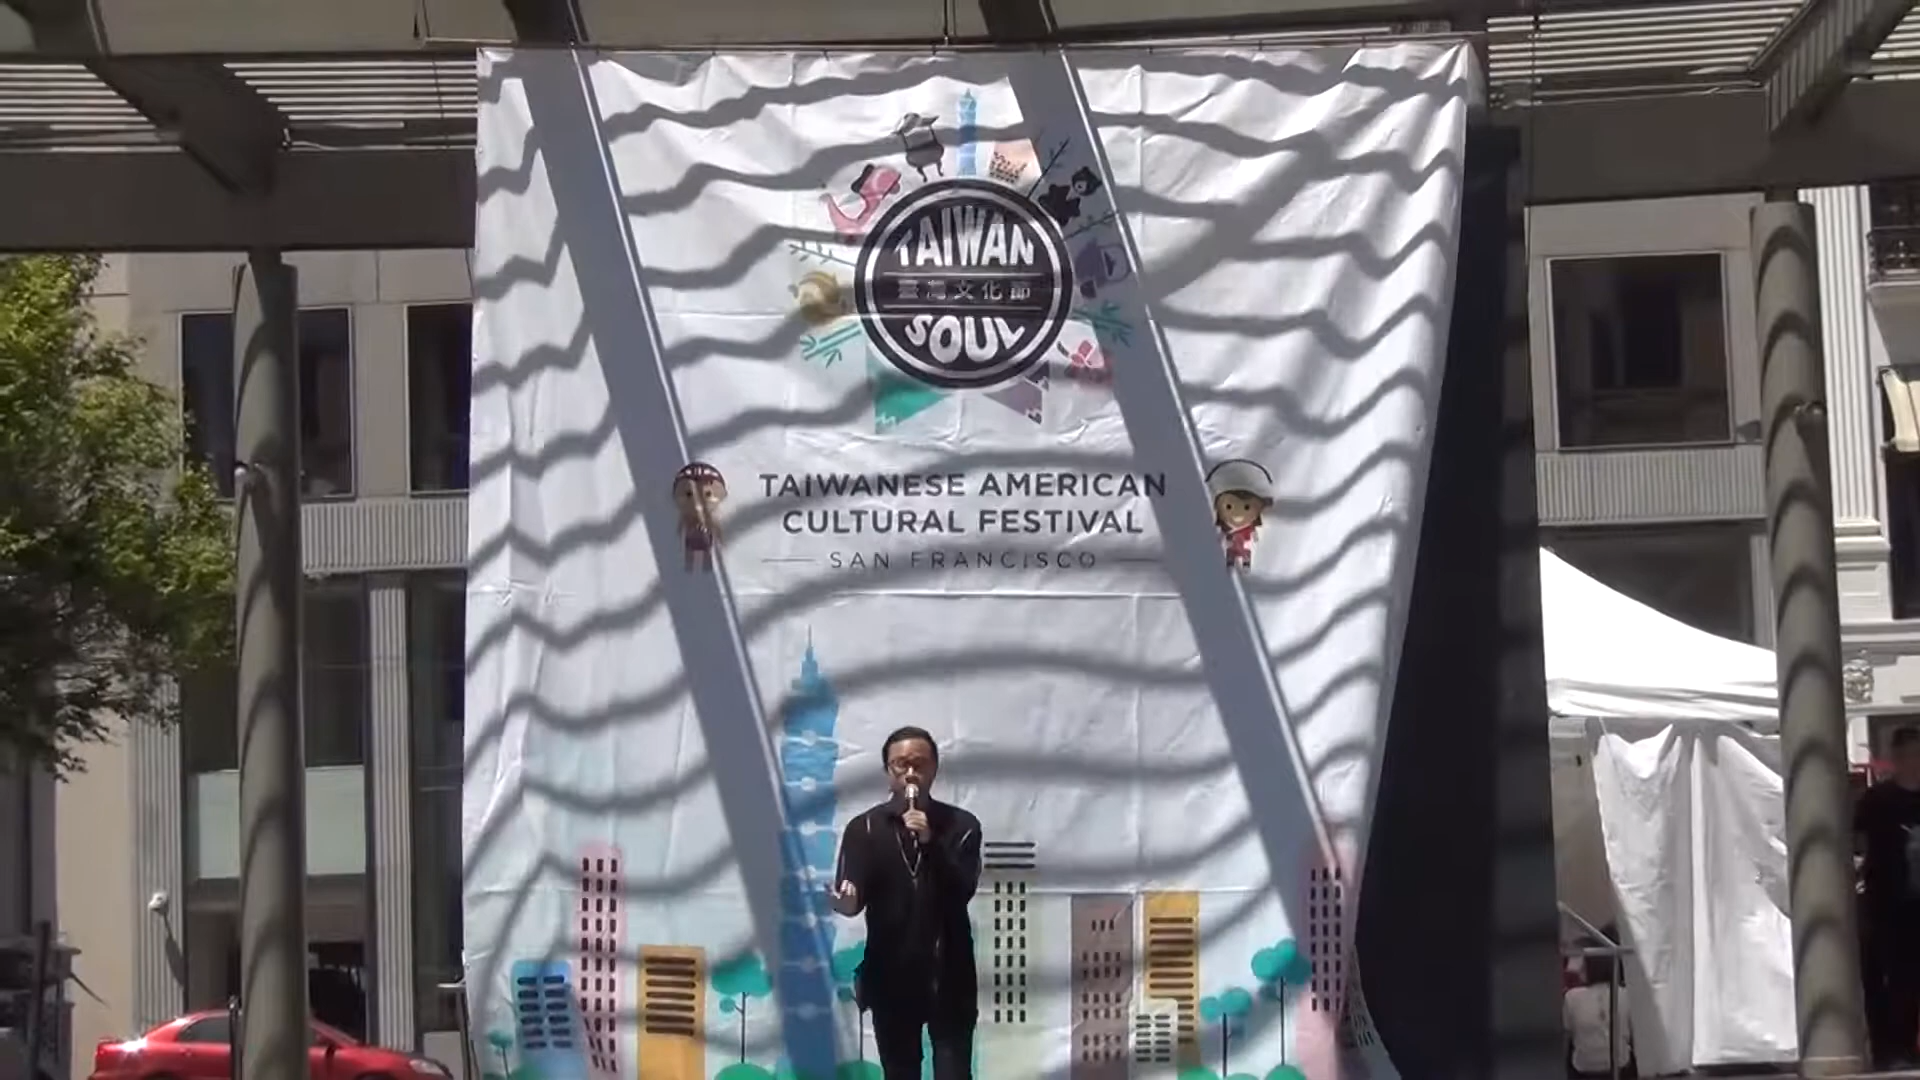 TAIWAN
臺灣文化節
SOUL
TAIWANESE AMERICAN
CULTURAL FESTIVAL
SAN FRANCISCO